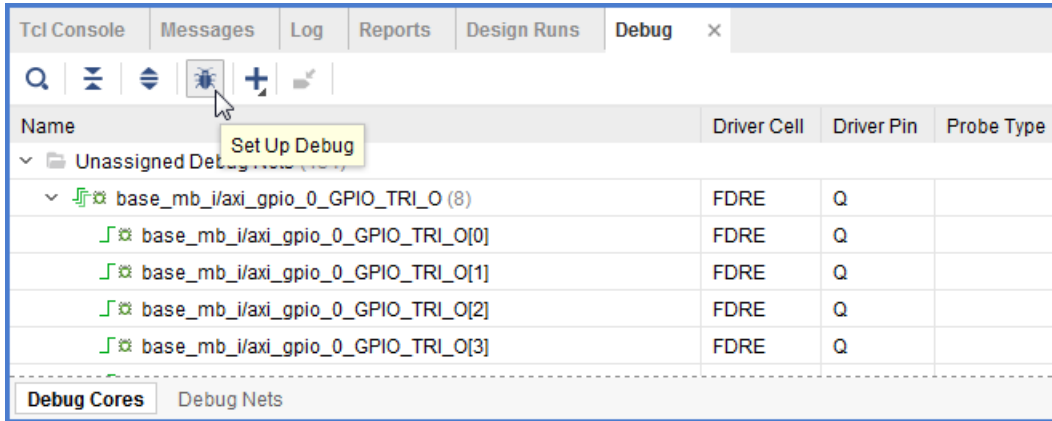 Tcl Console Messages Log Reports Design Runs Debug
Name Driver Cell Driver Pin Probe Type
Set Up Debug
Unassigned Debug Nets
base_mb_i/axi_gpio_0_GPIO_TRI_O (8) FDRE Q
base_mb_i/axi_gpio_0_GPIO_TRI_O[0] FDRE Q
base_mb_i/axi_gpio_0_GPIO_TRI_O[1] FDRE Q
base_mb_i/axi_gpio_0_GPIO_TRI_O[2] FDRE Q
base_mb_i/axi_gpio_0_GPIO_TRI_O[3] FDRE Q
Debug Cores Debug Nets